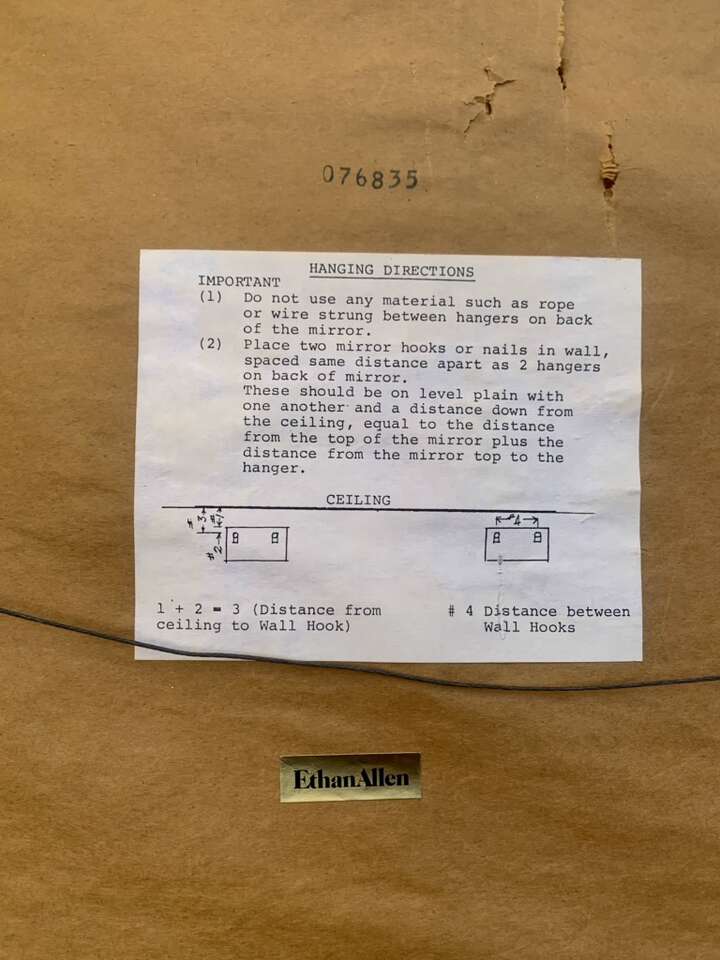 076835
HANGING DIRECTIONS
IMPORTANT
(1) Do not use any material such as rope
or wire strung between hangers on back
of the mirror.
(2) Place two mirror hooks or nails in wall,
spaced same distance apart as 2 hangers
on back of mirror.
These should be on level plain with
one another and a distance down from
the ceiling, equal to the distance
from the top of the mirror plus the
distance from the mirror top to the
hanger.
CEILING
# 3 #1
#2
#4
1 + 2 = 3 (Distance from
ceiling to Wall Hook)
# 4 Distance between
Wall Hooks
EthanAllen